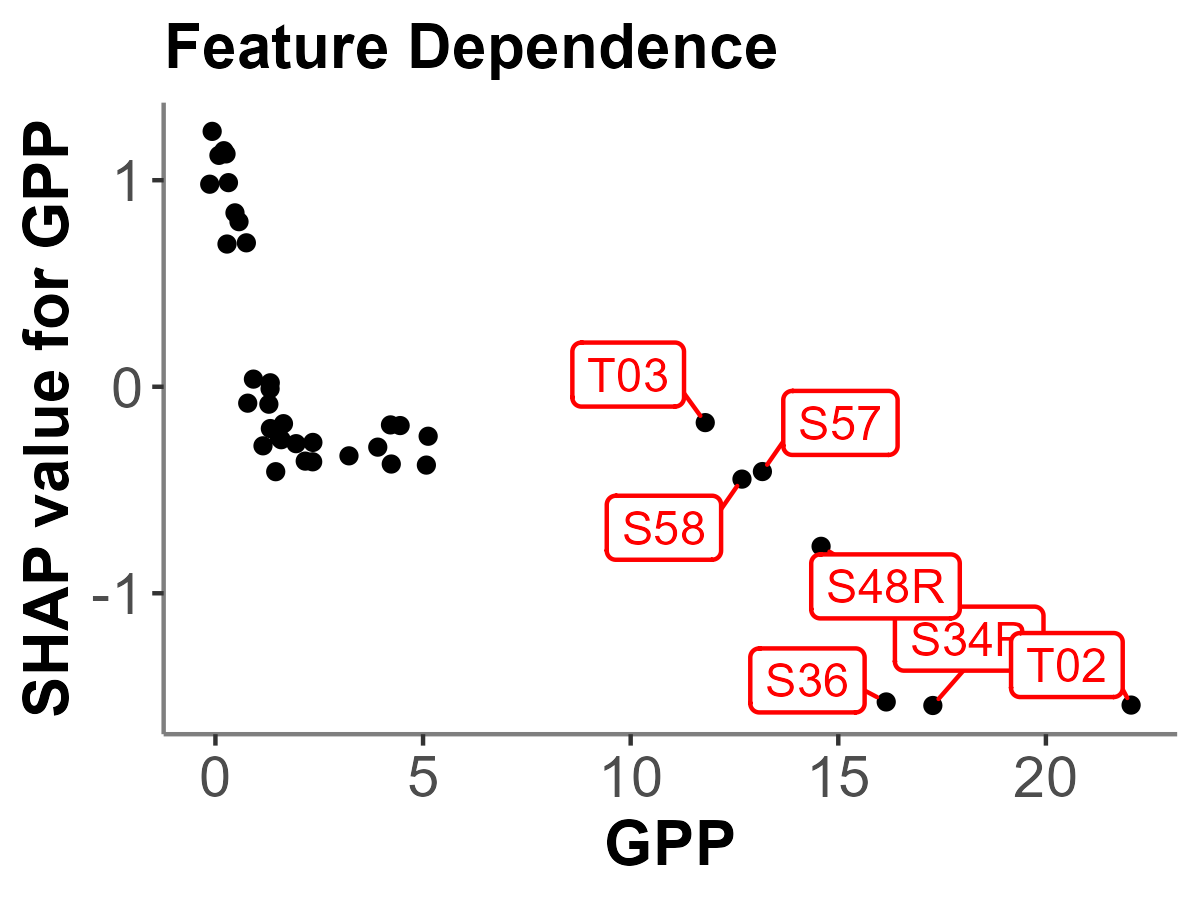 Feature Dependence
SHAP value for GPP
1
0
-1
T03
S57
S58
S48R
S34R
T02
S36
0
5
10
15
20
GPP